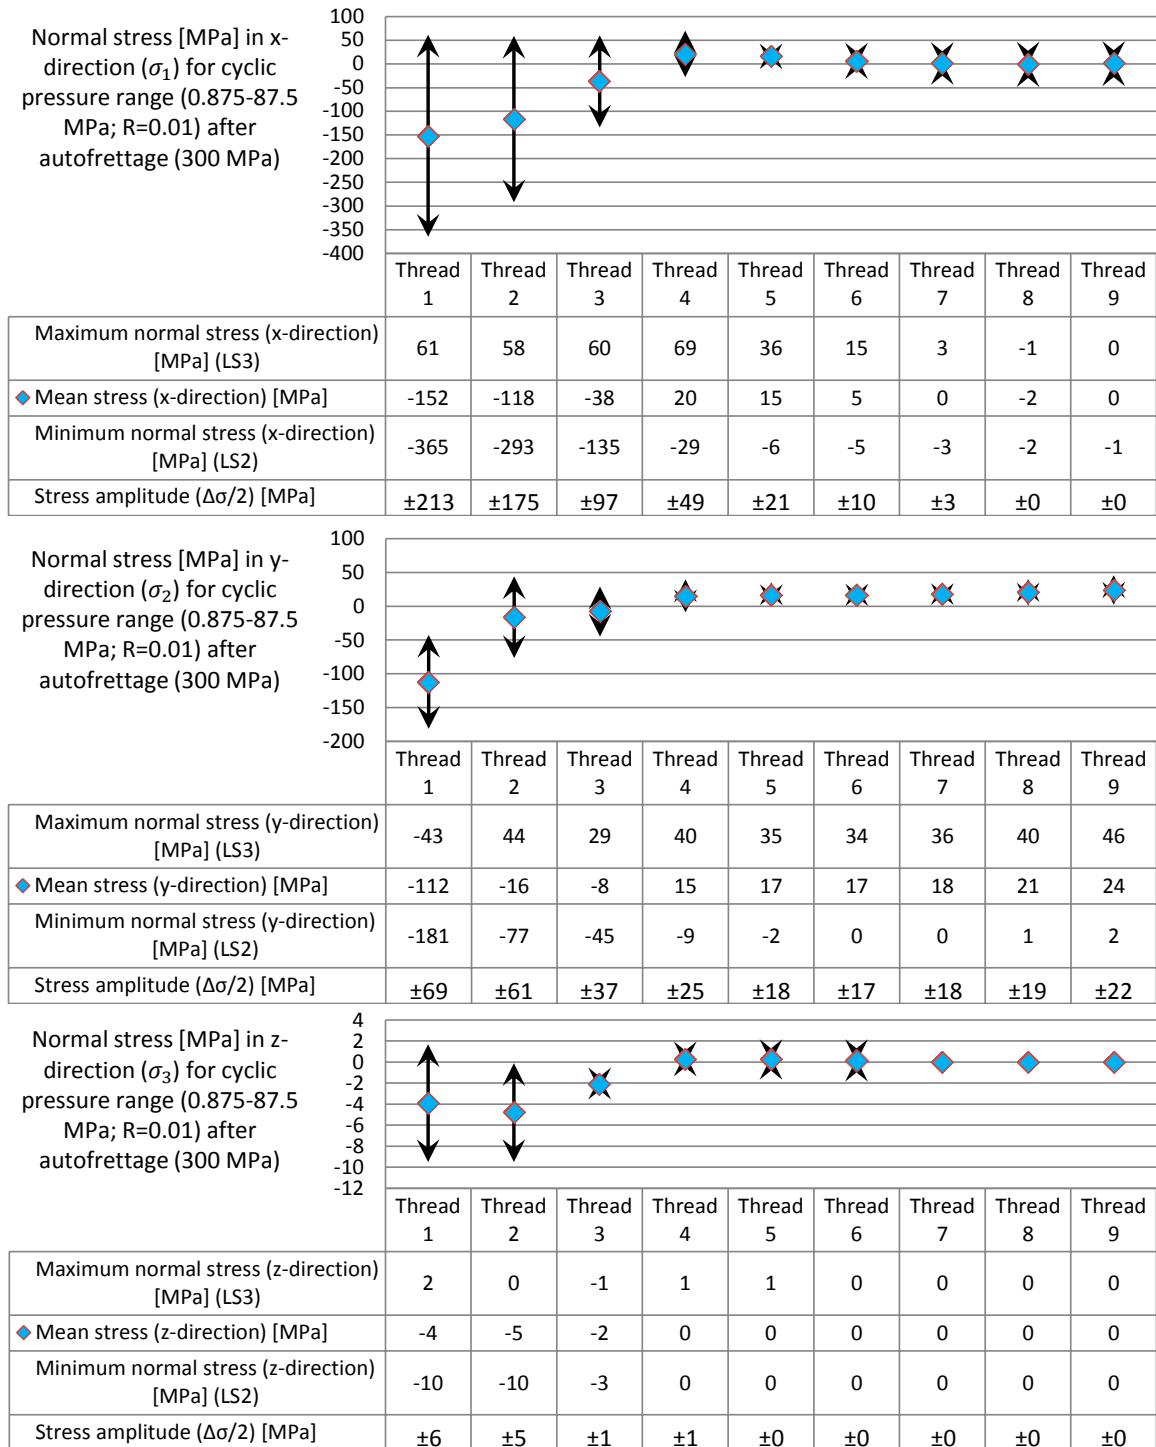 Normal stress [MPa] in x-
direction (σ₁) for cyclic
pressure range (0.875-87.5
MPa; R=0.01) after
autofrettage (300 MPa)
100
50
0
-50
-100
-150
-200
-250
-300
-350
-400
Thread 1 Thread 2 Thread 3 Thread 4 Thread 5 Thread 6 Thread 7 Thread 8 Thread 9
Maximum normal stress (x-direction)
[MPa] (LS3)
61 58 60 69 36 15 3 -1 0
Mean stress (x-direction) [MPa] -152 -118 -38 20 15 5 0 -2 0
Minimum normal stress (x-direction)
[MPa] (LS2)
-365 -293 -135 -29 -6 -5 -3 -2 -1
Stress amplitude (Δσ/2) [MPa] ±213 ±175 ±97 ±49 ±21 ±10 ±3 ±0 ±0
Normal stress [MPa] in y-
direction (σ₂) for cyclic
pressure range (0.875-87.5
MPa; R=0.01) after
autofrettage (300 MPa)
100
50
0
-50
-100
-150
-200
Thread 1 Thread 2 Thread 3 Thread 4 Thread 5 Thread 6 Thread 7 Thread 8 Thread 9
Maximum normal stress (y-direction)
[MPa] (LS3)
-43 44 29 40 35 34 36 40 46
Mean stress (y-direction) [MPa] -112 -16 -8 15 17 17 18 21 24
Minimum normal stress (y-direction)
[MPa] (LS2)
-181 -77 -45 -9 -2 0 0 1 2
Stress amplitude (Δσ/2) [MPa] ±69 ±61 ±37 ±25 ±18 ±17 ±18 ±19 ±22
Normal stress [MPa] in z-
direction (σ₃) for cyclic
pressure range (0.875-87.5
MPa; R=0.01) after
autofrettage (300 MPa)
4
2
0
-2
-4
-6
-8
-10
-12
Thread 1 Thread 2 Thread 3 Thread 4 Thread 5 Thread 6 Thread 7 Thread 8 Thread 9
Maximum normal stress (z-direction)
[MPa] (LS3)
2 0 -1 1 1 0 0 0 0
Mean stress (z-direction) [MPa] -4 -5 -2 0 0 0 0 0 0
Minimum normal stress (z-direction)
[MPa] (LS2)
-10 -10 -3 0 0 0 0 0 0
Stress amplitude (Δσ/2) [MPa] ±6 ±5 ±1 ±1 ±0 ±0 ±0 ±0 ±0